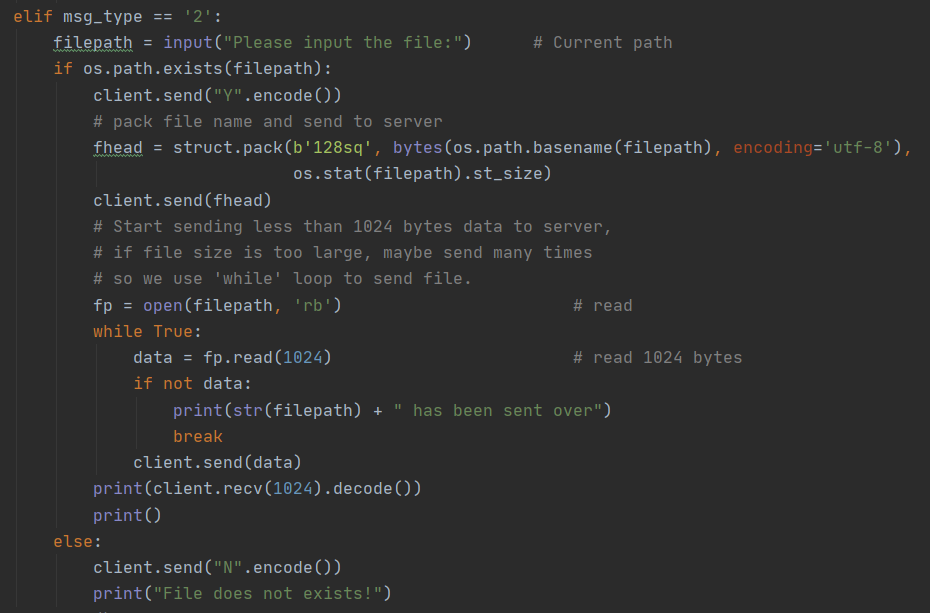 elif msg_type == '2':
    filepath = input("Please input the file:")      # Current path
    if os.path.exists(filepath):
        client.send("Y".encode())
        # pack file name and send to server
        fhead = struct.pack(b'128sq', bytes(os.path.basename(filepath), encoding='utf-8'),
                            os.stat(filepath).st_size)
        client.send(fhead)
        # Start sending less than 1024 bytes data to server,
        # if file size is too large, maybe send many times
        # so we use 'while' loop to send file.
        fp = open(filepath, 'rb')                       # read
        while True:
            data = fp.read(1024)                        # read 1024 bytes
            if not data:
                print(str(filepath) + " has been sent over")
                break
            client.send(data)
        print(client.recv(1024).decode())
        print()
    else:
        client.send("N".encode())
        print("File does not exists!")